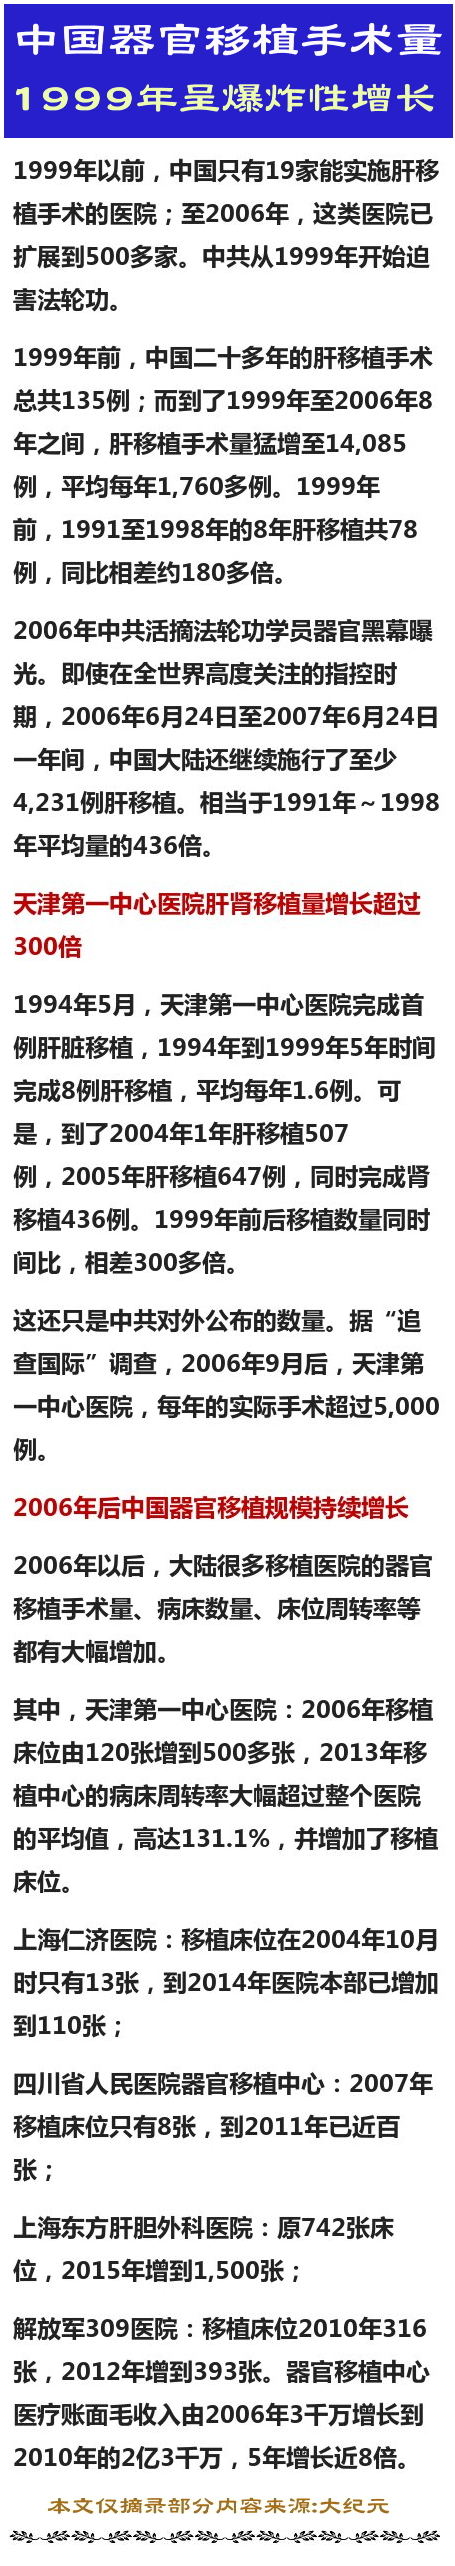 中国器官移植手术量
1999年呈爆炸性增长
1999年以前，中国只有19家能实施肝移
植手术的医院；至2006年，这类医院已
扩展到500多家。中共从1999年开始迫
害法轮功。
1999年前，中国二十多年的肝移植手术
总共135例；而到了1999年至2006年8
年之间，肝移植手术量猛增至14,085
例，平均每年1,760多例。1999年
前，1991至1998年的8年肝移植共78
例，同比相差约180多倍。
2006年中共活摘法轮功学员器官黑幕曝
光。即使在全世界高度关注的指控时
期，2006年6月24日至2007年6月24日
一年间，中国大陆还继续施行了至少
4,231例肝移植。相当于1991年～1998
年平均量的436倍。
天津第一中心医院肝肾移植量增长超过
300倍
1994年5月，天津第一中心医院完成首
例肝脏移植，1994年到1999年5年时间
完成8例肝移植，平均每年1.6例。可
是，到了2004年1年肝移植507
例，2005年肝移植647例，同时完成肾
移植436例。1999年前后移植数量同时
间比，相差300多倍。
这还只是中共对外公布的数量。据“追
查国际”调查，2006年9月后，天津第
一中心医院，每年的实际手术超过5,000
例。
2006年后中国器官移植规模持续增长
2006年以后，大陆很多移植医院的器官
移植手术量、病床数量、床位周转率等
都有大幅增加。
其中，天津第一中心医院：2006年移植
床位由120张增到500多张，2013年移
植中心的病床周转率大幅超过整个医院
的平均值，高达131.1%，并增加了移植
床位。
上海仁济医院：移植床位在2004年10月
时只有13张，到2014年医院本部已增加
到110张；
四川省人民医院器官移植中心：2007年
移植床位只有8张，到2011年已近百
张；
上海东方肝胆外科医院：原742张床
位，2015年增到1,500张；
解放军309医院：移植床位2010年316
张，2012年增到393张。器官移植中心
医疗账面毛收入由2006年3千万增长到
2010年的2亿3千万，5年增长近8倍。
本文仅摘录部分内容来源:大纪元